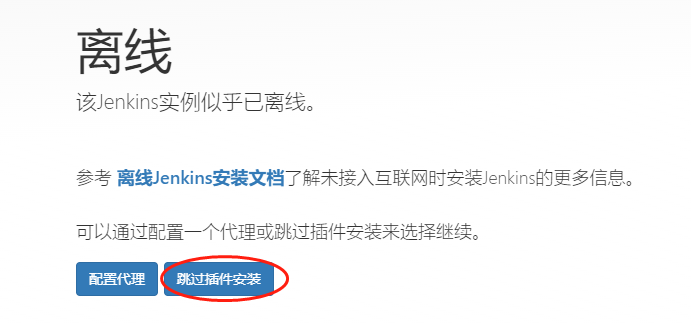 离线
该Jenkins实例似乎已离线。
参考 离线Jenkins安装文档了解未接入互联网时安装Jenkins的更多信息。
可以通过配置一个代理或跳过插件安装来选择继续。
配置代理 跳过插件安装